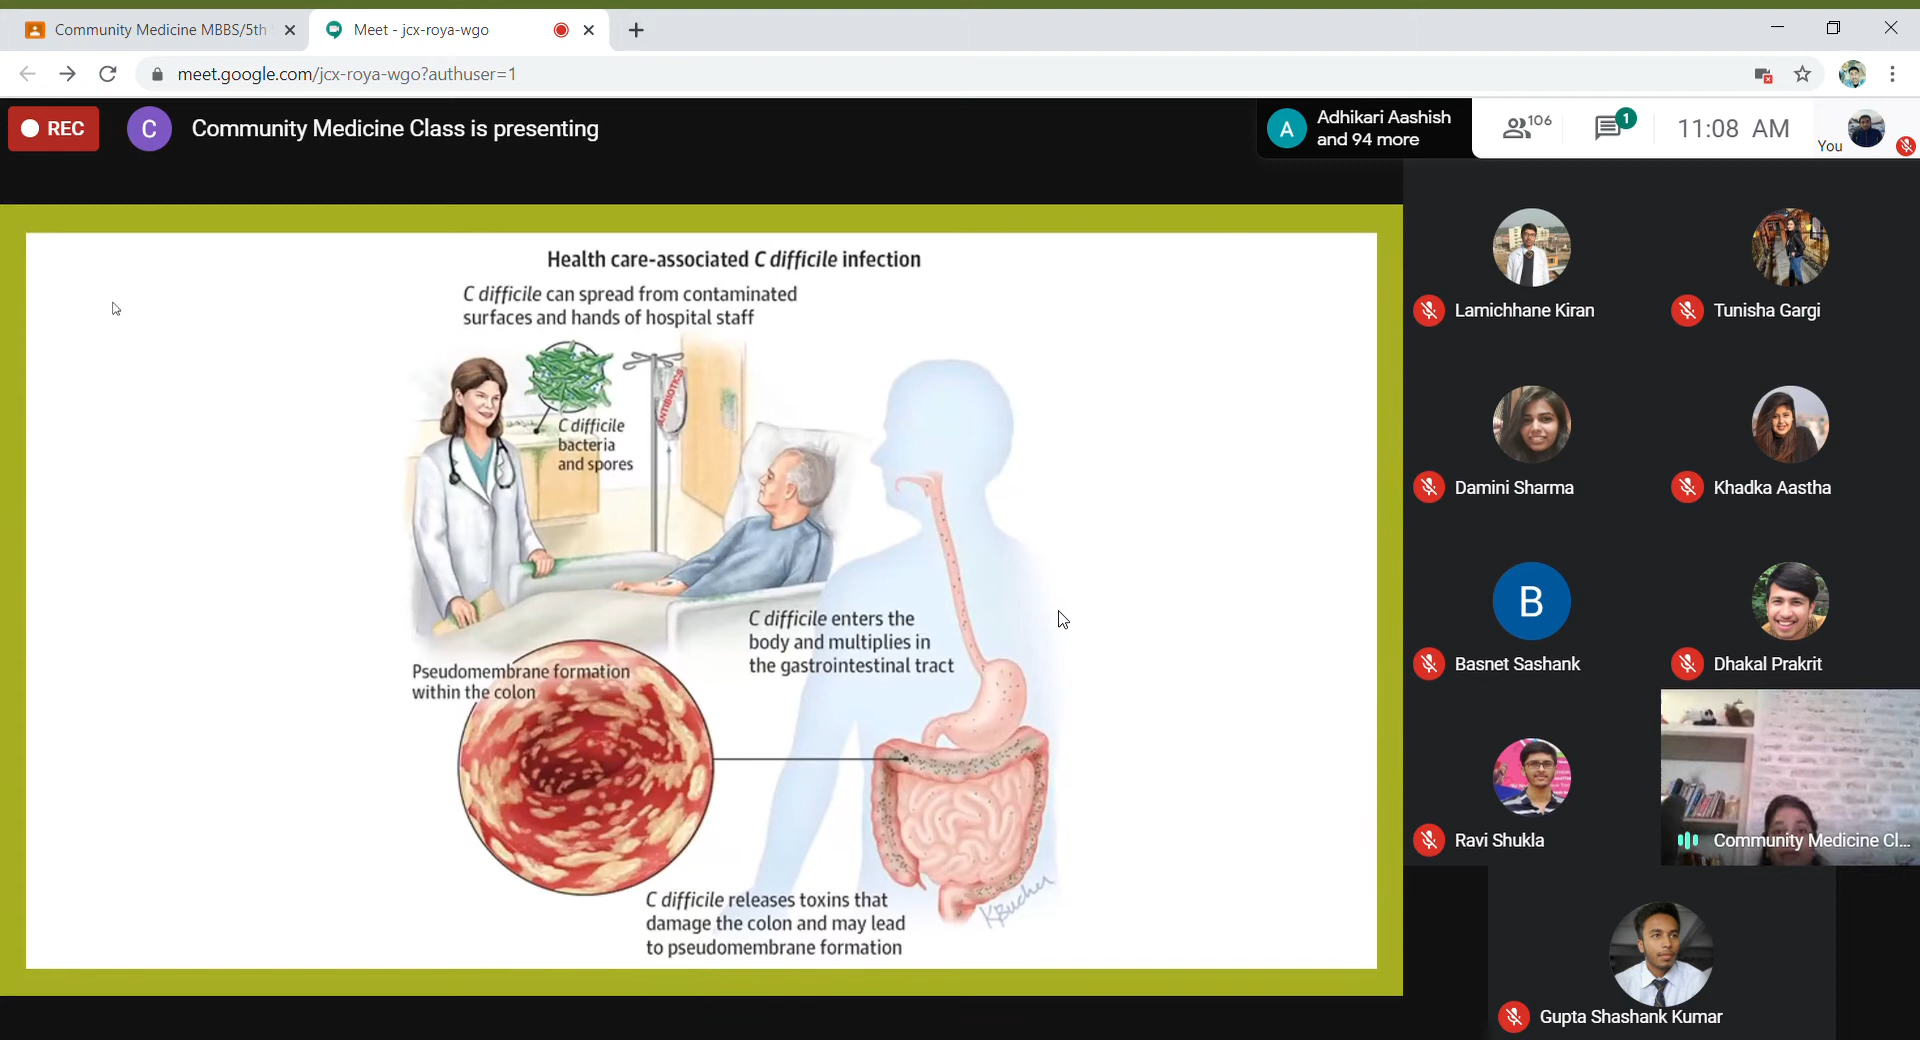 Community Medicine MBBS/5th
Meet - jcx-roya-wgo
meet.google.com/jcx-roya-wgo?authuser=1
REC
C
Community Medicine Class is presenting
A
Adhikari Aashish
and 94 more
106
1
11:08 AM
You
Health care-associated C difficile infection
C difficile can spread from contaminated
surfaces and hands of hospital staff
ANTIBIOTICS
C difficile
bacteria
and spores
C difficile enters the
body and multiplies in
the gastrointestinal tract
Pseudomembrane formation
within the colon
C difficile releases toxins that
damage the colon and may lead
to pseudomembrane formation
KBucher
Lamichhane Kiran
Tunisha Gargi
Damini Sharma
Khadka Aastha
B
Basnet Sashank
Dhakal Prakrit
Ravi Shukla
Community Medicine Cl...
Gupta Shashank Kumar